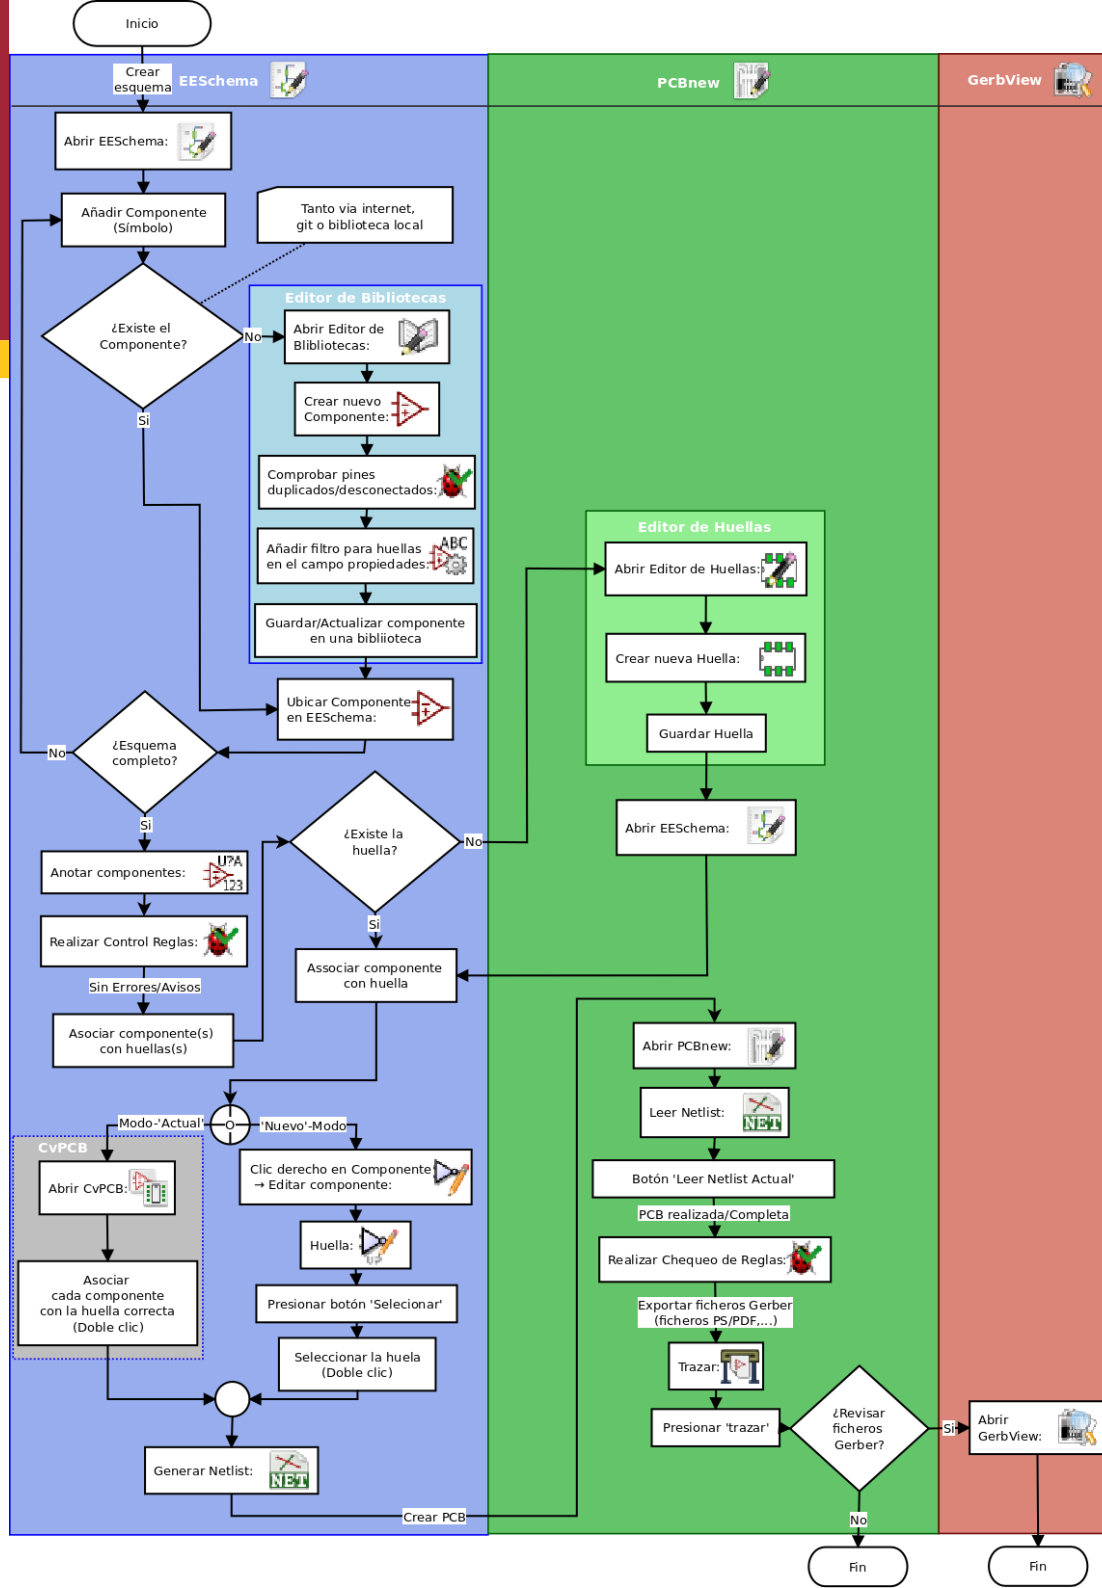 Inicio
Crear
esquema
EESchema
PCBnew
GerbView
Abrir EESchema:
Añadir Componente
(Símbolo)
Tanto via internet,
git o biblioteca local
¿Existe el
Componente?
No
Si
Editor de Bibliotecas
Abrir Editor de
Blibliotecas:
Crear nuevo
Componente:
Comprobar pines
duplicados/desconectados:
Añadir filtro para huellas
en el campo propiedades:
ABC
Guardar/Actualizar componente
en una bibliioteca
Ubicar Componente
en EESchema:
¿Esquema
completo?
No
Si
Anotar componentes:
U?A
123
Realizar Control Reglas:
Sin Errores/Avisos
Asociar componente(s)
con huellas(s)
¿Existe la
huella?
No
Si
Editor de Huellas
Abrir Editor de Huellas:
Crear nueva Huella:
Guardar Huella
Abrir EESchema:
Associar componente
con huella
Modo-'Actual'
O
'Nuevo'-Modo
CvPCB
Abrir CvPCB:
Asociar
cada componente
con la huella correcta
(Doble clic)
Clic derecho en Componente
→ Editar componente:
Huella:
Presionar botón 'Selecionar'
Seleccionar la huela
(Doble clic)
Generar Netlist:
NET
Crear PCB
Abrir PCBnew:
Leer Netlist:
NET
Botón 'Leer Netlist Actual'
PCB realizada/Completa
Realizar Chequeo de Reglas:
Exportar ficheros Gerber
(ficheros PS/PDF,...)
Trazar:
Presionar 'trazar'
¿Revisar
ficheros
Gerber?
Si
No
Abrir
GerbView:
Fin
Fin